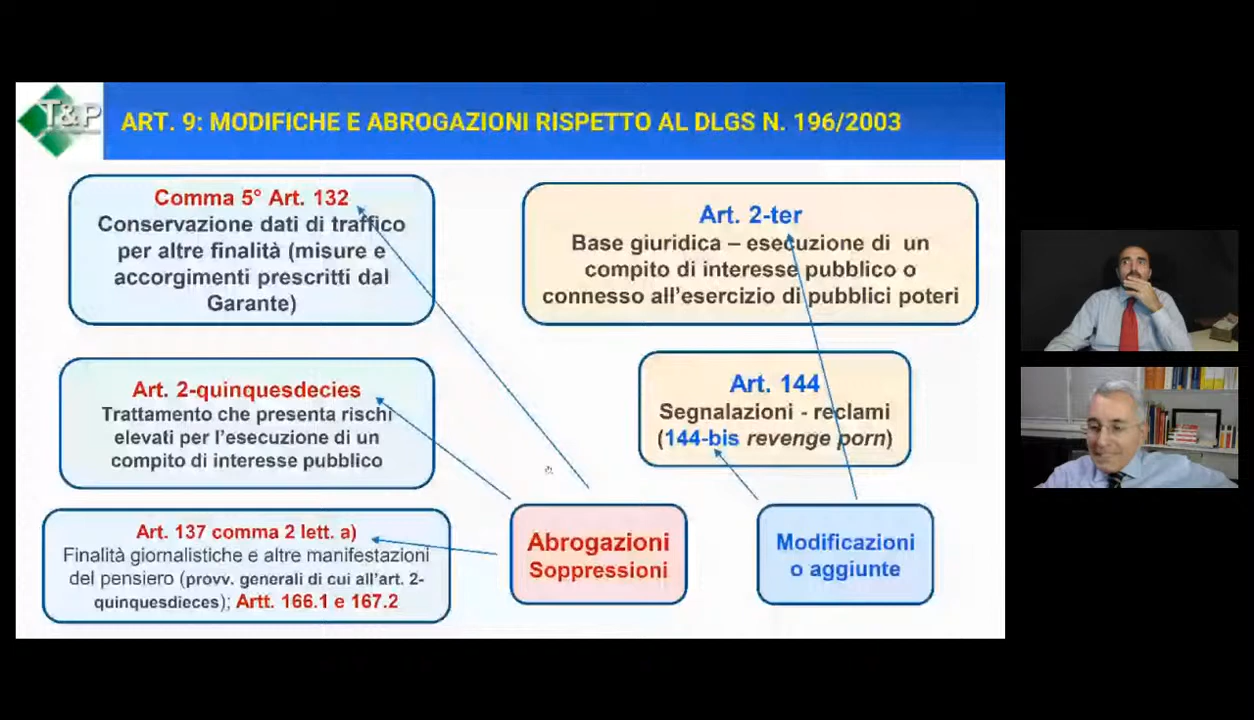 T&P
ART. 9: MODIFICHE E ABROGAZIONI RISPETTO AL DLGS N. 196/2003
Comma 5° Art. 132
Conservazione dati di traffico
per altre finalità (misure e
accorgimenti prescritti dal
Garante)
Art. 2-ter
Base giuridica – esecuzione di un
compito di interesse pubblico o
connesso all'esercizio di pubblici poteri
Art. 2-quinquesdecies
Trattamento che presenta rischi
elevati per l'esecuzione di un
compito di interesse pubblico
Art. 144
Segnalazioni - reclami
(144-bis revenge porn)
Art. 137 comma 2 lett. a)
Finalità giornalistiche e altre manifestazioni
del pensiero (provv. generali di cui all'art. 2-
quinquesdieces); Artt. 166.1 e 167.2
Abrogazioni
Soppressioni
Modificazioni
o aggiunte